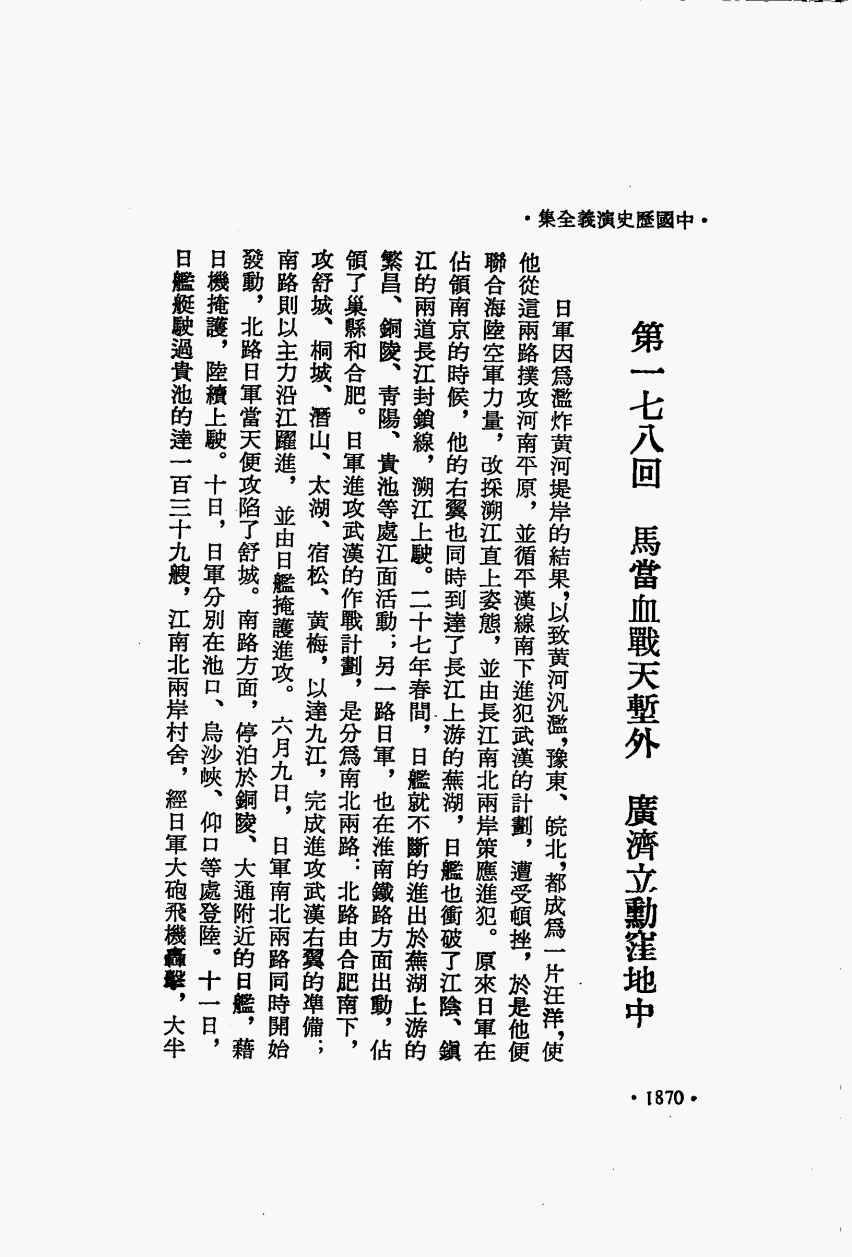 •中國歷史演義全集•
第一七八回　馬當血戰天塹外　廣濟立勳窪地中
日軍因爲濫炸黃河堤岸的結果，以致黃河汎濫，豫東、皖北，都成爲一片汪洋，使
他從這兩路撲攻河南平原，並循平漢線南下進犯武漢的計劃，遭受頓挫，於是他便
聯合海陸空軍力量，改採溯江直上姿態，並由長江南北兩岸策應進犯。原來日軍在
佔領南京的時候，他的右翼也同時到達了長江上游的蕪湖，日艦也衝破了江陰、鎭
江的兩道長江封鎖線，溯江上駛。二十七年春間，日艦就不斷的進出於蕪湖上游的
繁昌、銅陵、青陽、貴池等處江面活動；另一路日軍，也在淮南鐵路方面出動，佔
領了巢縣和合肥。日軍進攻武漢的作戰計劃，是分爲南北兩路：北路由合肥南下，
攻舒城、桐城、潛山、太湖、宿松、黃梅，以達九江，完成進攻武漢右翼的準備；
南路則以主力沿江躍進，並由日艦掩護進攻。六月九日，日軍南北兩路同時開始
發動，北路日軍當天便攻陷了舒城。南路方面，停泊於銅陵、大通附近的日艦，藉
日機掩護，陸續上駛。十日，日軍分別在池口、烏沙峽、仰口等處登陸。十一日，
日艦艇駛過貴池的達一百三十九艘，江南北兩岸村舍，經日軍大砲飛機轟擊，大半
•1870•